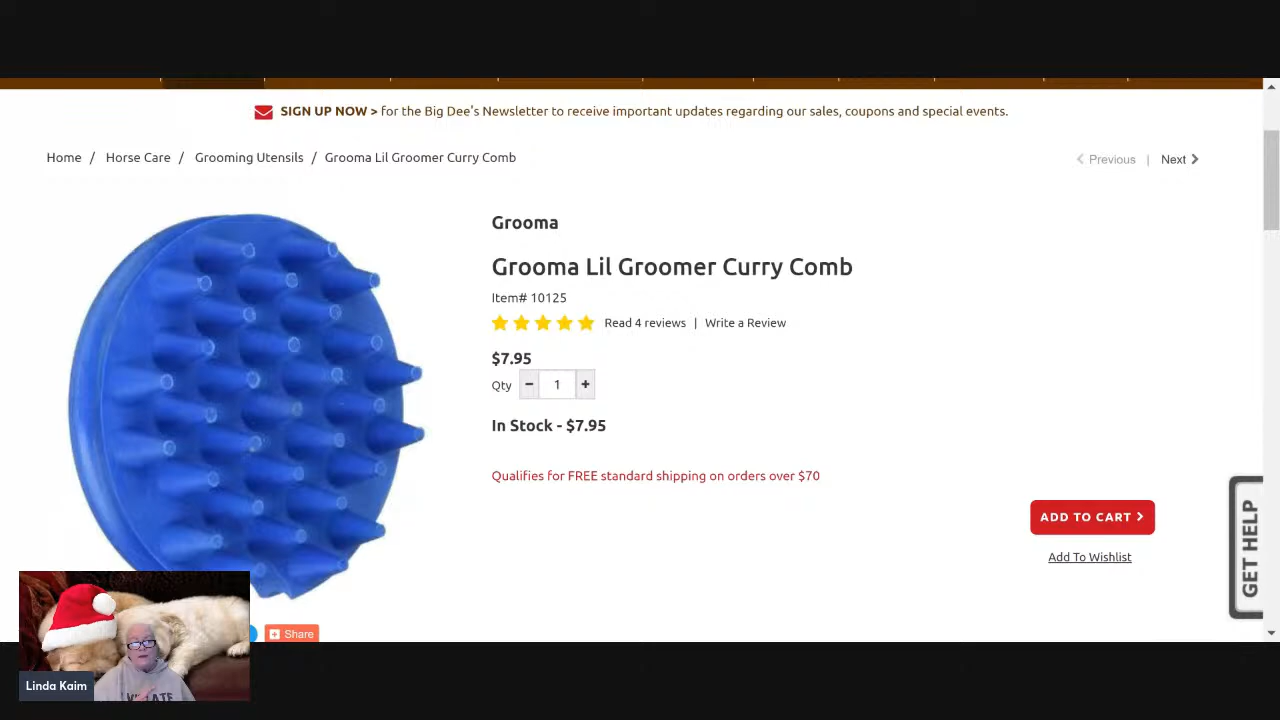 SIGN UP NOW > for the Big Dee's Newsletter to receive important updates regarding our sales, coupons and special events.
Home / Horse Care / Grooming Utensils / Grooma Lil Groomer Curry Comb
Previous | Next
Grooma
Grooma Lil Groomer Curry Comb
Item# 10125
Read 4 reviews | Write a Review
$7.95
Qty - 1 +
In Stock - $7.95
Qualifies for FREE standard shipping on orders over $70
ADD TO CART
Add To Wishlist
GET HELP
Share
Linda Kaim